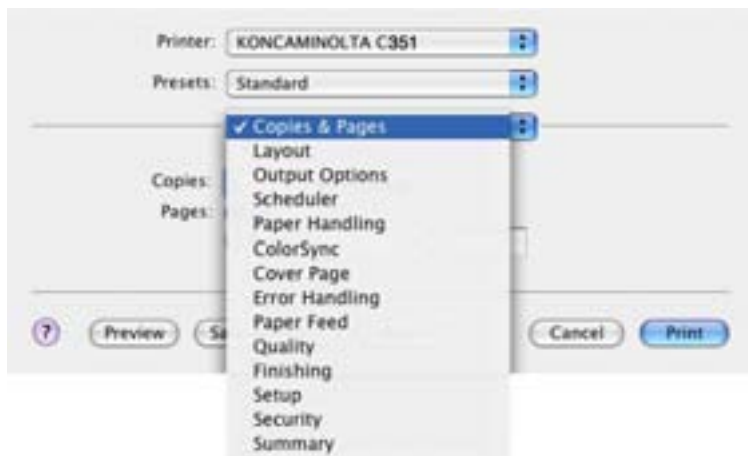 Printer: KONCAMINOLTA C351
Presets: Standard
✓ Copies & Pages
Layout
Output Options
Copies:
Scheduler
Pages:
Paper Handling
ColorSync
Cover Page
Error Handling
Paper Feed
Quality
Finishing
Setup
Security
Summary
? Preview Sa Cancel Print